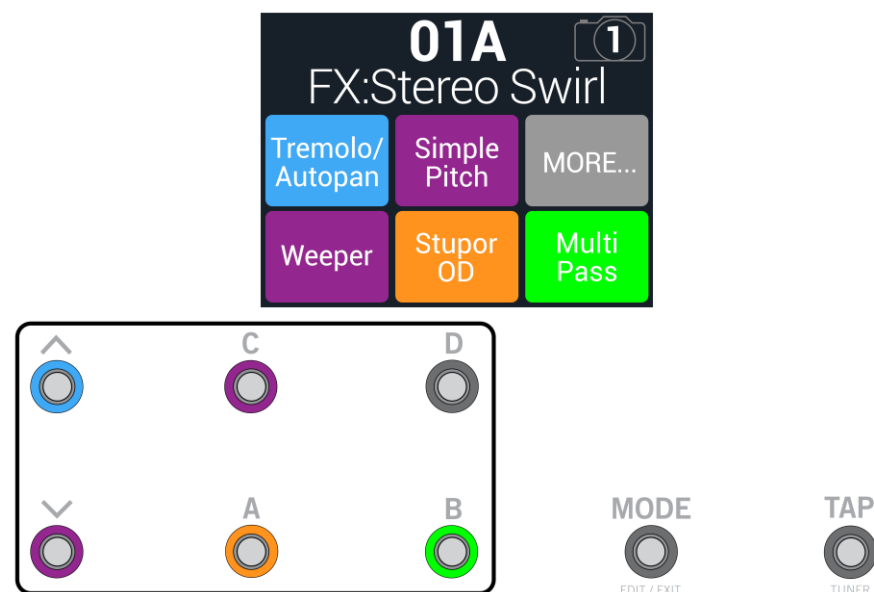 01A
1
FX:Stereo Swirl
Tremolo/
Autopan
Simple
Pitch
MORE...
Weeper
Stupor
OD
Multi
Pass
C
D
A
B
MODE
TAP
EDIT / EXIT
TUNER